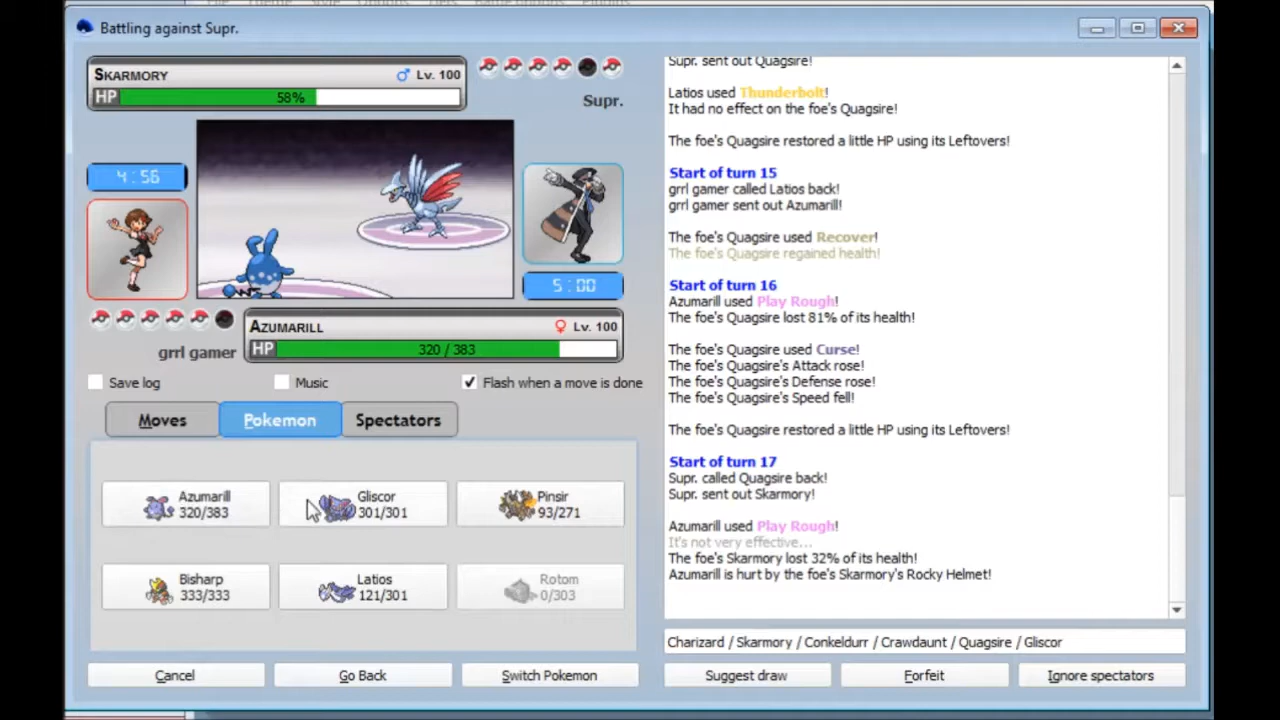 Battling against Supr.
SKARMORY ♂ Lv. 100
HP 58%
Supr.
4:56
5:00
AZUMARILL ♀ Lv. 100
HP 320 / 383
grrl gamer
Save log
Music
Flash when a move is done
Moves
Pokemon
Spectators
Azumarill
320/383
Gliscor
301/301
Pinsir
93/271
Bisharp
333/333
Latios
121/301
Rotom
0/303
Cancel
Go Back
Switch Pokemon
Supr. sent out Quagsire!
Latios used Thunderbolt!
It had no effect on the foe's Quagsire!
The foe's Quagsire restored a little HP using its Leftovers!
Start of turn 15
grrl gamer called Latios back!
grrl gamer sent out Azumarill!
The foe's Quagsire used Recover!
The foe's Quagsire regained health!
Start of turn 16
Azumarill used Play Rough!
The foe's Quagsire lost 81% of its health!
The foe's Quagsire used Curse!
The foe's Quagsire's Attack rose!
The foe's Quagsire's Defense rose!
The foe's Quagsire's Speed fell!
The foe's Quagsire restored a little HP using its Leftovers!
Start of turn 17
Supr. called Quagsire back!
Supr. sent out Skarmory!
Azumarill used Play Rough!
It's not very effective...
The foe's Skarmory lost 32% of its health!
Azumarill is hurt by the foe's Skarmory's Rocky Helmet!
Charizard / Skarmory / Conkeldurr / Crawdaunt / Quagsire / Gliscor
Suggest draw
Forfeit
Ignore spectators